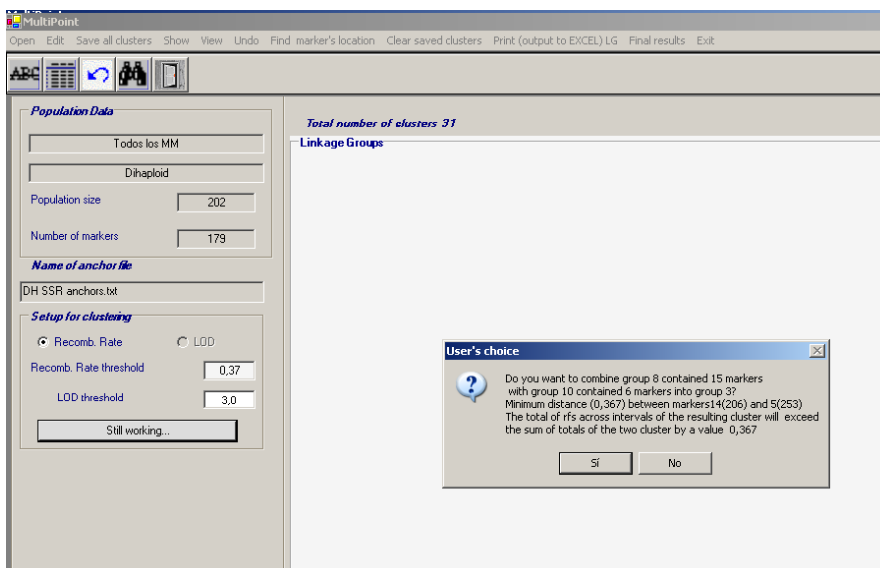 MultiPoint
Open Edit Save all clusters Show View Undo Find marker's location Clear saved clusters Print (output to EXCEL) LG Final results Exit
ABC
Population Data
Todos los MM
Dihaploid
Population size 202
Number of markers 179
Name of anchor file
DH SSR anchors.txt
Setup for clustering
Recomb. Rate LOD
Recomb. Rate threshold 0,37
LOD threshold 3,0
Still working...
Total number of clusters 31
Linkage Groups
User's choice
Do you want to combine group 8 contained 15 markers
with group 10 contained 6 markers into group 3?
Minimum distance (0,367) between markers14(206) and 5(253)
The total of rfs across intervals of the resulting cluster will exceed
the sum of totals of the two cluster by a value 0,367
Sí No